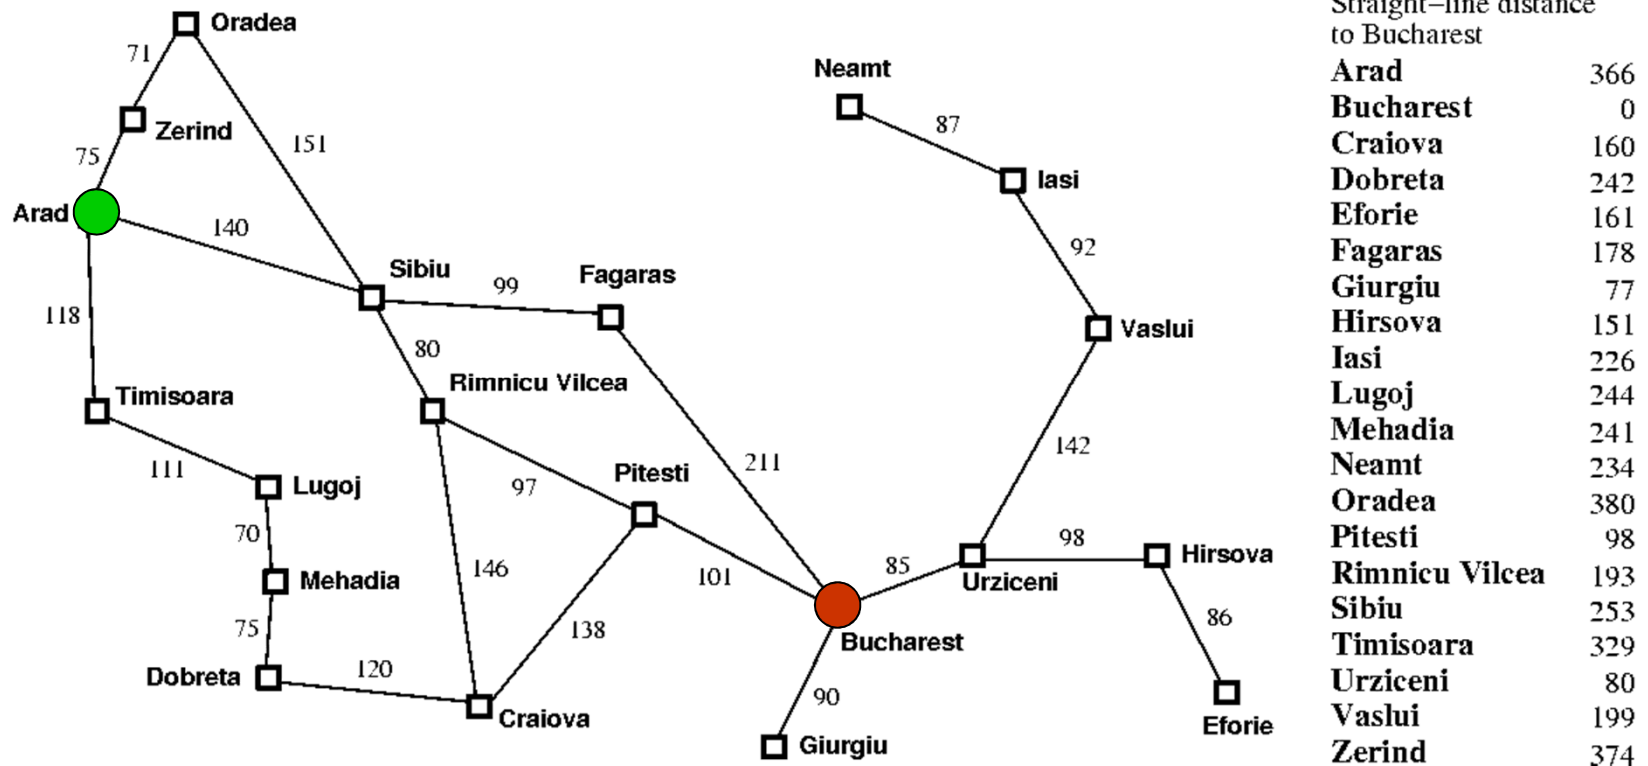 Straight–line distance
to Bucharest
Arad 366
Bucharest 0
Craiova 160
Dobreta 242
Eforie 161
Fagaras 178
Giurgiu 77
Hirsova 151
Iasi 226
Lugoj 244
Mehadia 241
Neamt 234
Oradea 380
Pitesti 98
Rimnicu Vilcea 193
Sibiu 253
Timisoara 329
Urziceni 80
Vaslui 199
Zerind 374
Oradea
71
Neamt
Zerind
87
151
75
Iasi
Arad
140
92
Sibiu
Fagaras
99
118
Vaslui
80
Rimnicu Vilcea
Timisoara
142
211
111
Pitesti
Lugoj
97
70
98
Hirsova
146
101
85
Urziceni
Mehadia
86
75
138
Bucharest
Dobreta
120
90
Craiova
Eforie
Giurgiu